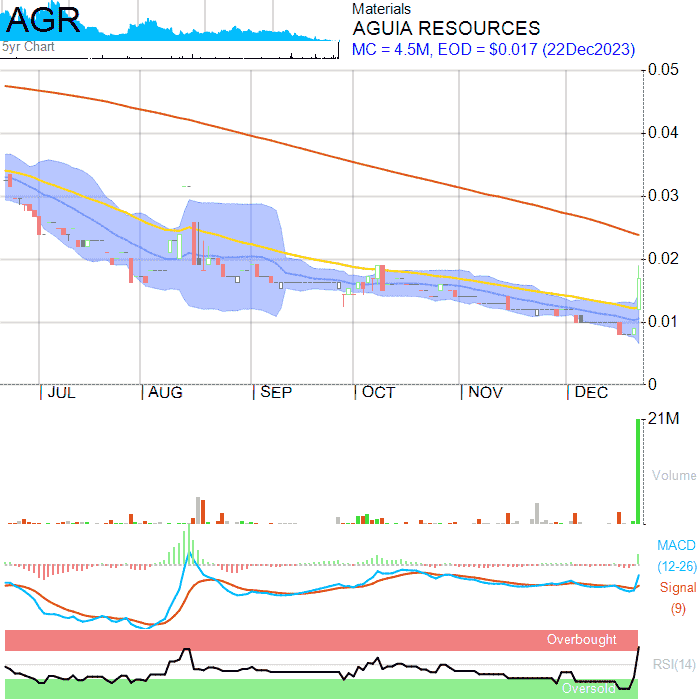 AGR
5yr Chart
Materials
AGUIA RESOURCES
MC = 4.5M, EOD = $0.017 (22Dec2023)
0.05
0.04
0.03
0.02
0.01
0
JUL
AUG
SEP
OCT
NOV
DEC
21M
Volume
MACD
(12-26)
Signal
(9)
Overbought
RSI(14)
Oversold